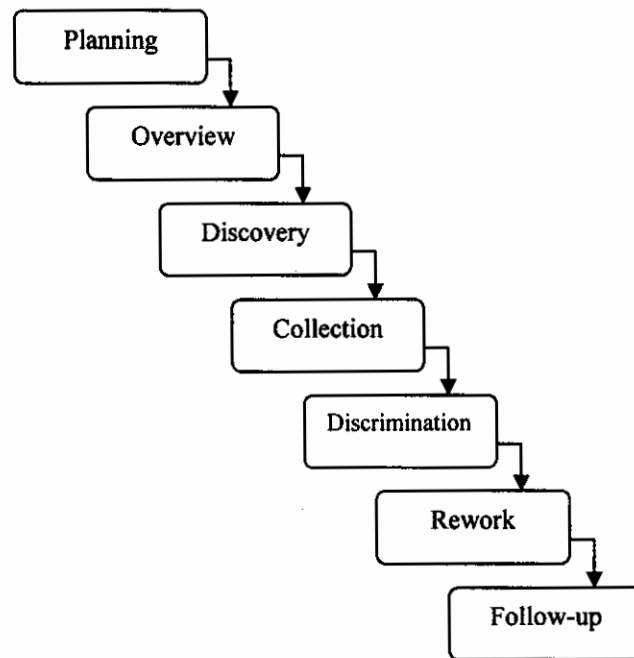 Planning
Overview
Discovery
Collection
Discrimination
Rework
Follow-up